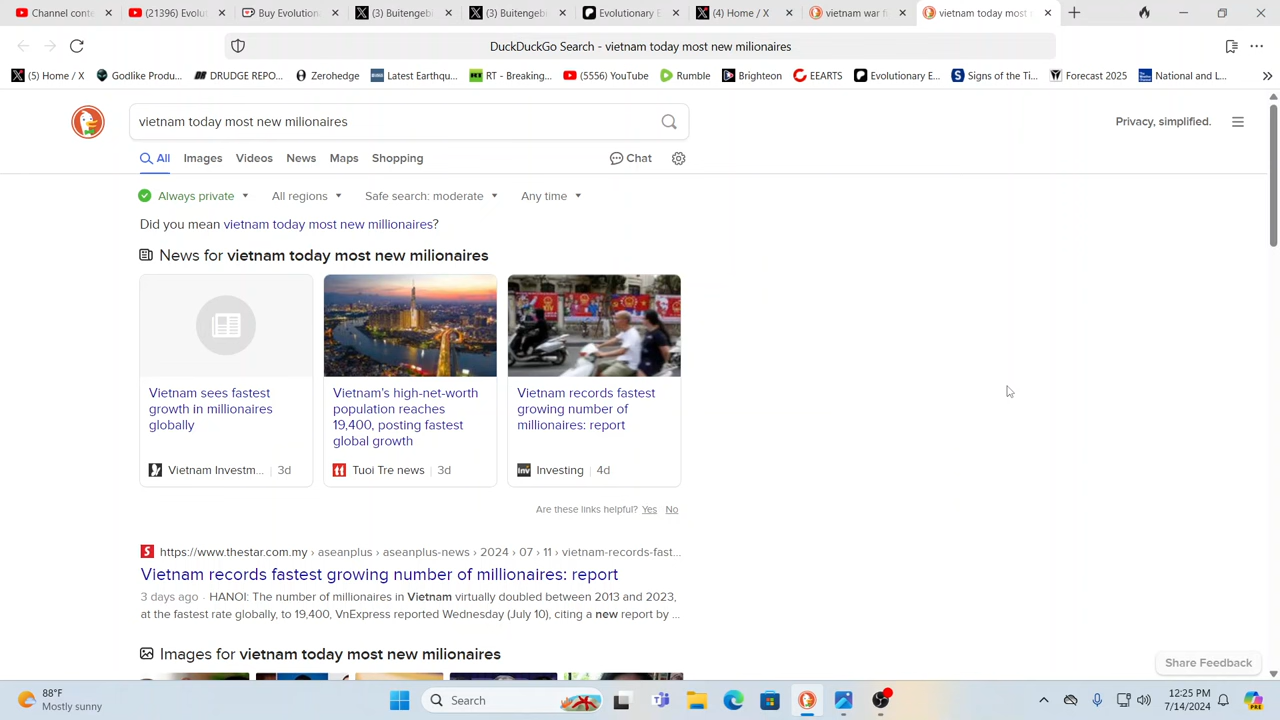 Channel conte
(21396) Evolut
Buy Evolution
(3) Buitengeb
(3) Buitengeb
Evolutionary E
(4) Home / X
vietnam war f
vietnam today most
DuckDuckGo Search - vietnam today most new milionaires
(5) Home / X
Godlike Produ...
DRUDGE REPO...
Zerohedge
Latest Earthqu...
RT - Breaking...
(5556) YouTube
Rumble
Brighteon
EEARTS
Evolutionary E...
Signs of the Ti...
Forecast 2025
National and L...
vietnam today most new milionaires
Privacy, simplified.
All Images Videos News Maps Shopping
Chat
Always private
All regions
Safe search: moderate
Any time
Did you mean vietnam today most new millionaires?
News for vietnam today most new milionaires
Vietnam sees fastest
growth in millionaires
globally
Vietnam Investm... | 3d
Vietnam's high-net-worth
population reaches
19,400, posting fastest
global growth
Tuoi Tre news | 3d
Vietnam records fastest
growing number of
millionaires: report
Investing | 4d
Are these links helpful? Yes No
https://www.thestar.com.my › aseanplus › aseanplus-news › 2024 › 07 › 11 › vietnam-records-fast...
Vietnam records fastest growing number of millionaires: report
3 days ago · HANOI: The number of millionaires in Vietnam virtually doubled between 2013 and 2023,
at the fastest rate globally, to 19,400, VnExpress reported Wednesday (July 10), citing a new report by ...
Images for vietnam today most new milionaires
Share Feedback
88°F
Mostly sunny
Search
12:25 PM
7/14/2024